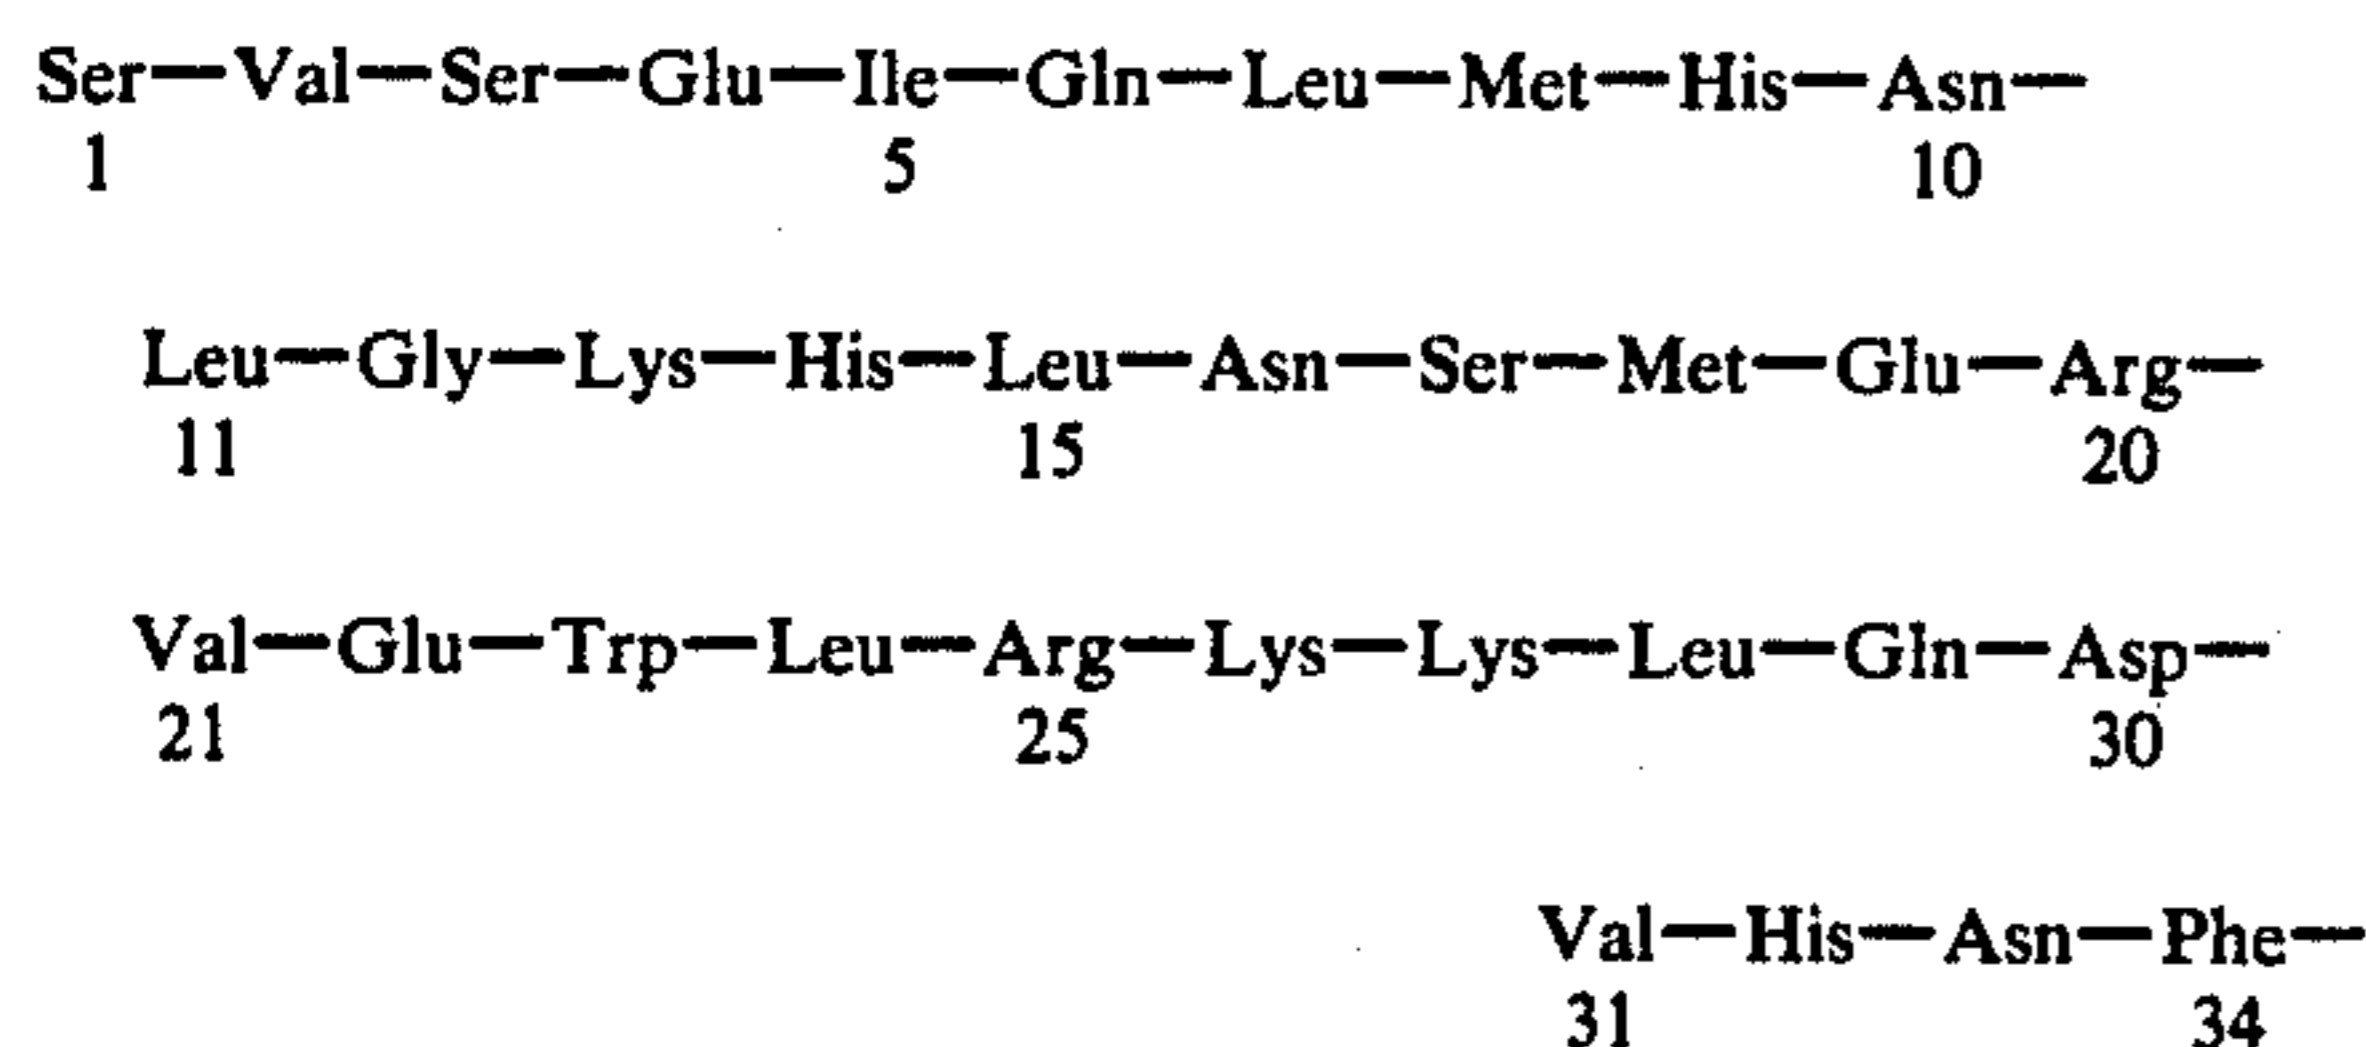 Ser—Val—Ser—Glu—Ile—Gln—Leu—Met—His—Asn—
1 5 10
Leu—Gly—Lys—His—Leu—Asn—Ser—Met—Glu—Arg—
11 15 20
Val—Glu—Trp—Leu—Arg—Lys—Lys—Leu—Gln—Asp—
21 25 30
Val—His—Asn—Phe—
31 34